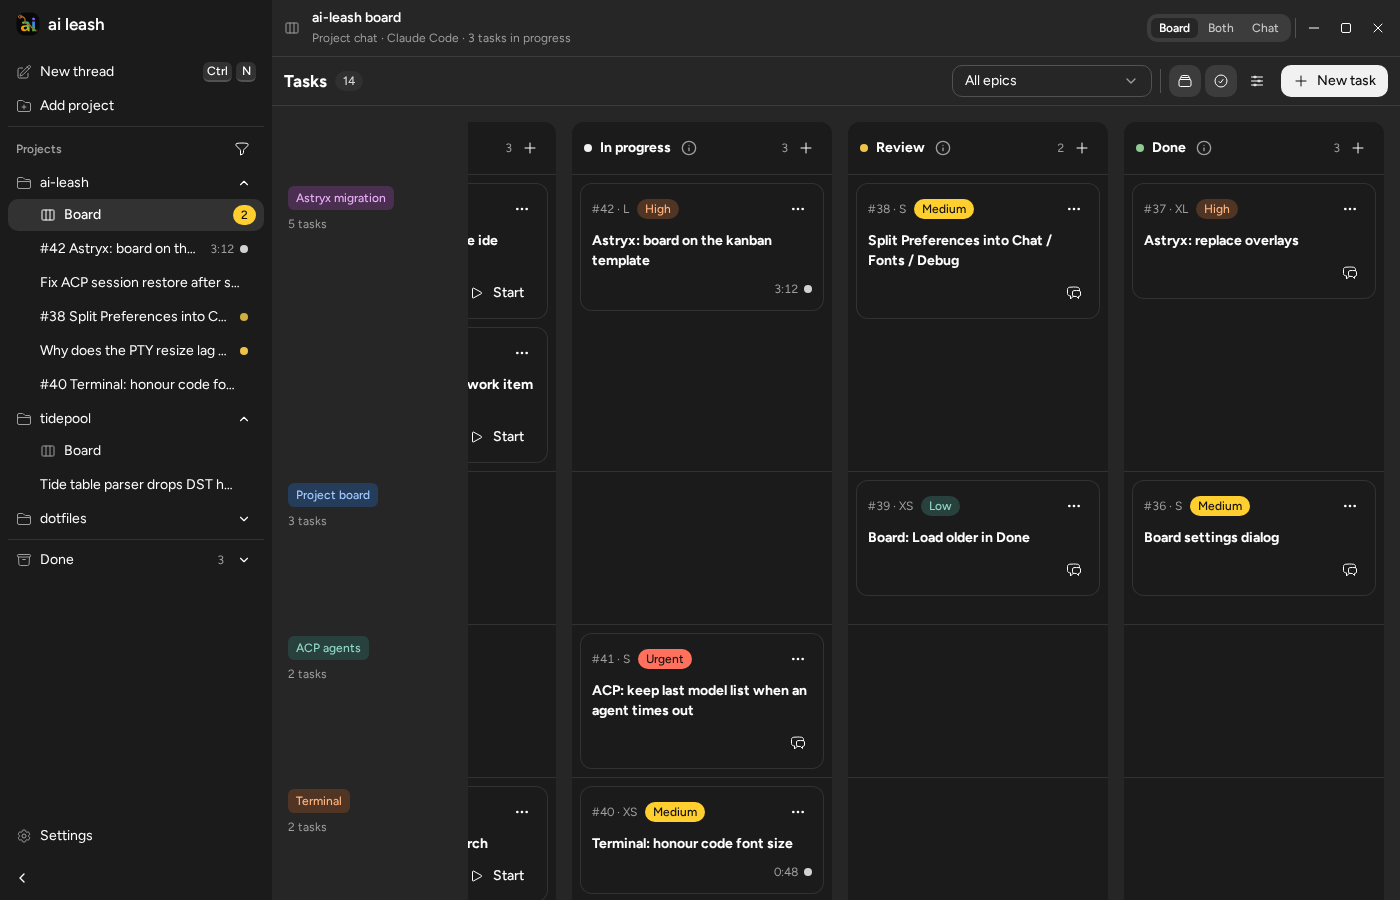 ai leash
New thread
Ctrl N
Add project
Projects
ai-leash
Board
2
#42 Astryx: board on th...
3:12
Fix ACP session restore after s...
#38 Split Preferences into C...
Why does the PTY resize lag ...
#40 Terminal: honour code fo...
tidepool
Board
Tide table parser drops DST h...
dotfiles
Done
3
Settings
ai-leash board
Project chat · Claude Code · 3 tasks in progress
Board
Both
Chat
Tasks
14
All epics
New task
3
In progress
3
Review
2
Done
3
Astryx migration
5 tasks
e ide
Start
work item
Start
#42 · L
High
Astryx: board on the kanban
template
3:12
#38 · S
Medium
Split Preferences into Chat /
Fonts / Debug
#37 · XL
High
Astryx: replace overlays
Project board
3 tasks
#39 · XS
Low
Board: Load older in Done
#36 · S
Medium
Board settings dialog
ACP agents
2 tasks
#41 · S
Urgent
ACP: keep last model list when an
agent times out
Terminal
2 tasks
rch
Start
#40 · XS
Medium
Terminal: honour code font size
0:48